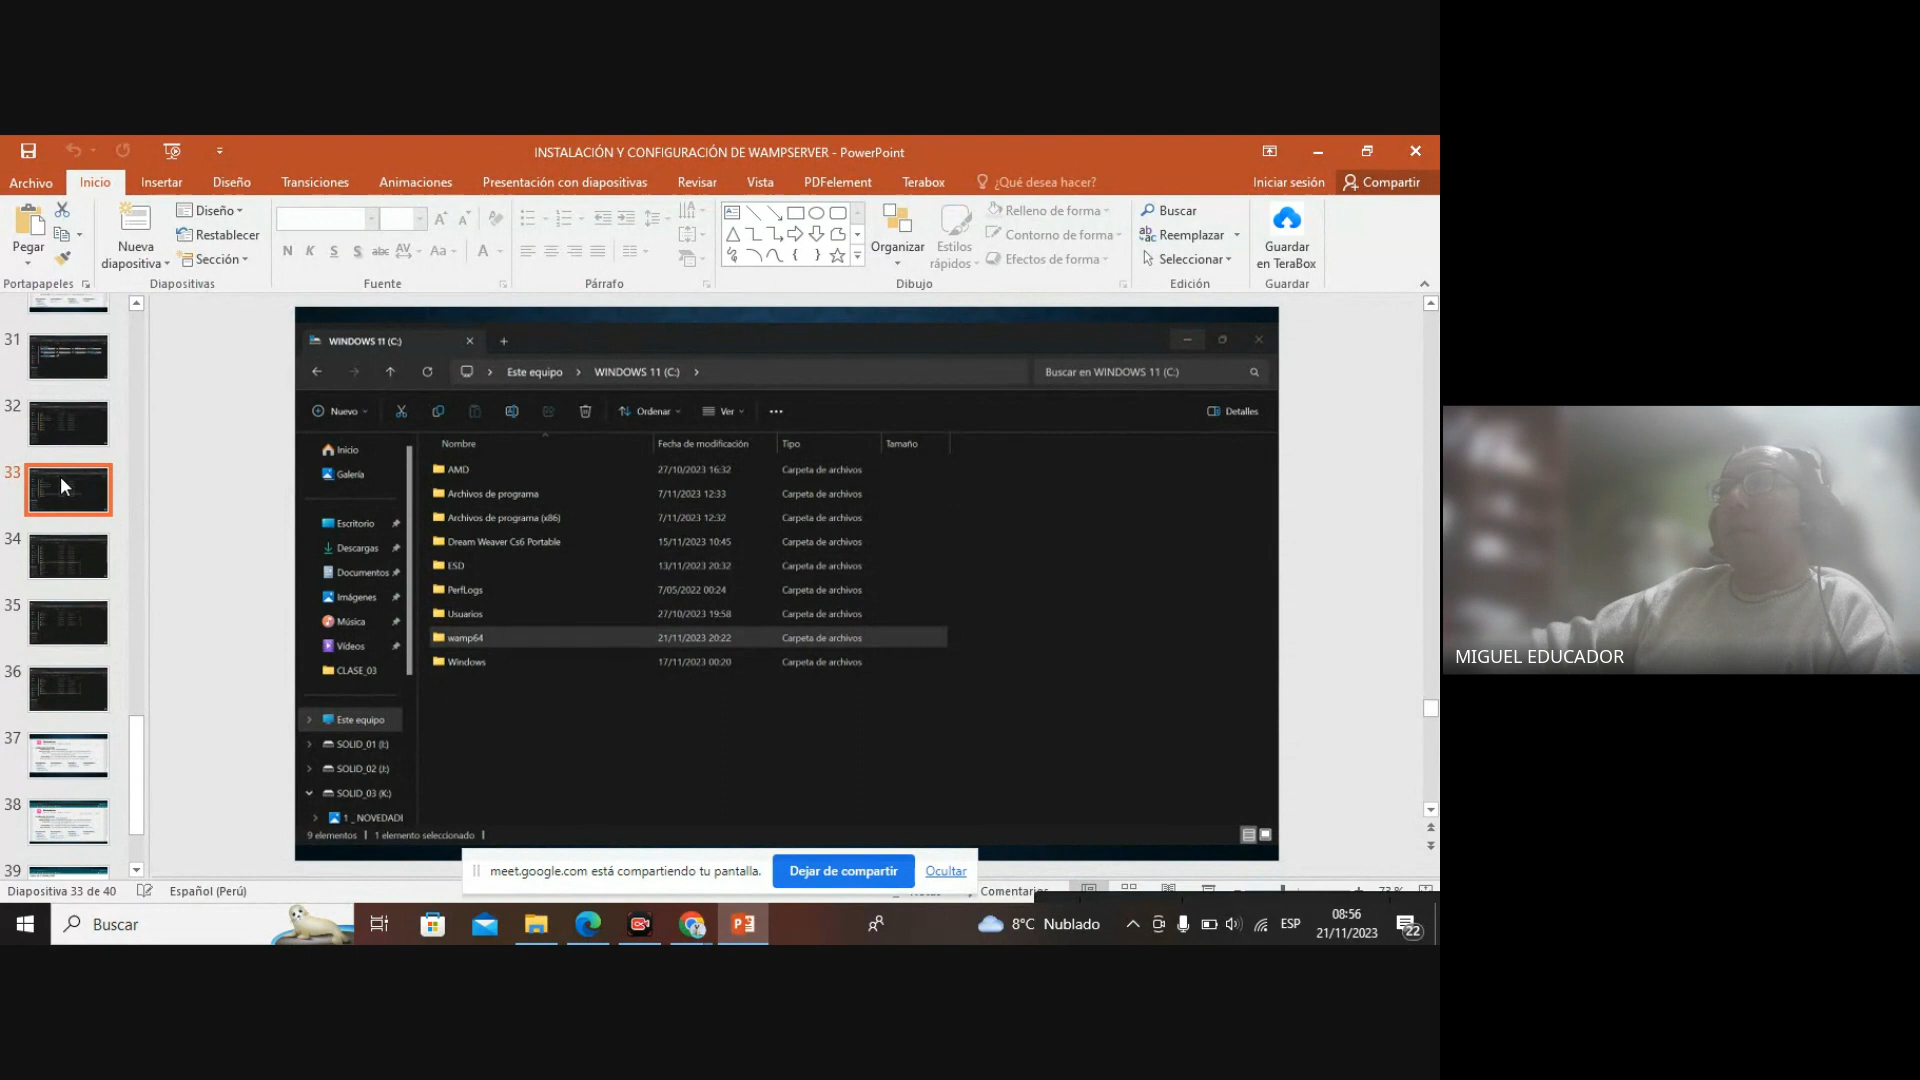 INSTALACIÓN Y CONFIGURACIÓN DE WAMPSERVER - PowerPoint
Archivo Inicio Insertar Diseño Transiciones Animaciones Presentación con diapositivas Revisar Vista PDFelement Terabox ¿Qué desea hacer? Iniciar sesión Compartir
Pegar
Nueva diapositiva
Diseño
Restablecer
Sección
N K S S abc AV Aa A
Organizar
Estilos rápidos
Relleno de forma
Contorno de forma
Efectos de forma
Buscar
Reemplazar
Seleccionar
Guardar en TeraBox
Portapapeles Diapositivas Fuente Párrafo Dibujo Edición Guardar
31
32
33
34
35
36
37
38
39
WINDOWS 11 (C:)
Este equipo > WINDOWS 11 (C:) >
Buscar en WINDOWS 11 (C:)
Nuevo Ordenar Ver ... Detalles
Inicio
Galería
Escritorio
Descargas
Documentos
Imágenes
Música
Vídeos
CLASE_03
Este equipo
SOLID_01 (I:)
SOLID_02 (J:)
SOLID_03 (K:)
1_NOVEDADI
Nombre Fecha de modificación Tipo Tamaño
AMD 27/10/2023 16:32 Carpeta de archivos
Archivos de programa 7/11/2023 12:33 Carpeta de archivos
Archivos de programa (x86) 7/11/2023 12:32 Carpeta de archivos
Dream Weaver Cs6 Portable 15/11/2023 10:45 Carpeta de archivos
ESD 13/11/2023 20:32 Carpeta de archivos
PerfLogs 7/05/2022 00:24 Carpeta de archivos
Usuarios 27/10/2023 19:58 Carpeta de archivos
wamp64 21/11/2023 20:22 Carpeta de archivos
Windows 17/11/2023 00:20 Carpeta de archivos
9 elementos | 1 elemento seleccionado |
meet.google.com está compartiendo tu pantalla. Dejar de compartir Ocultar
Diapositiva 33 de 40 Español (Perú) Comentarios
Buscar
8°C Nublado
ESP
08:56
21/11/2023
22
MIGUEL EDUCADOR